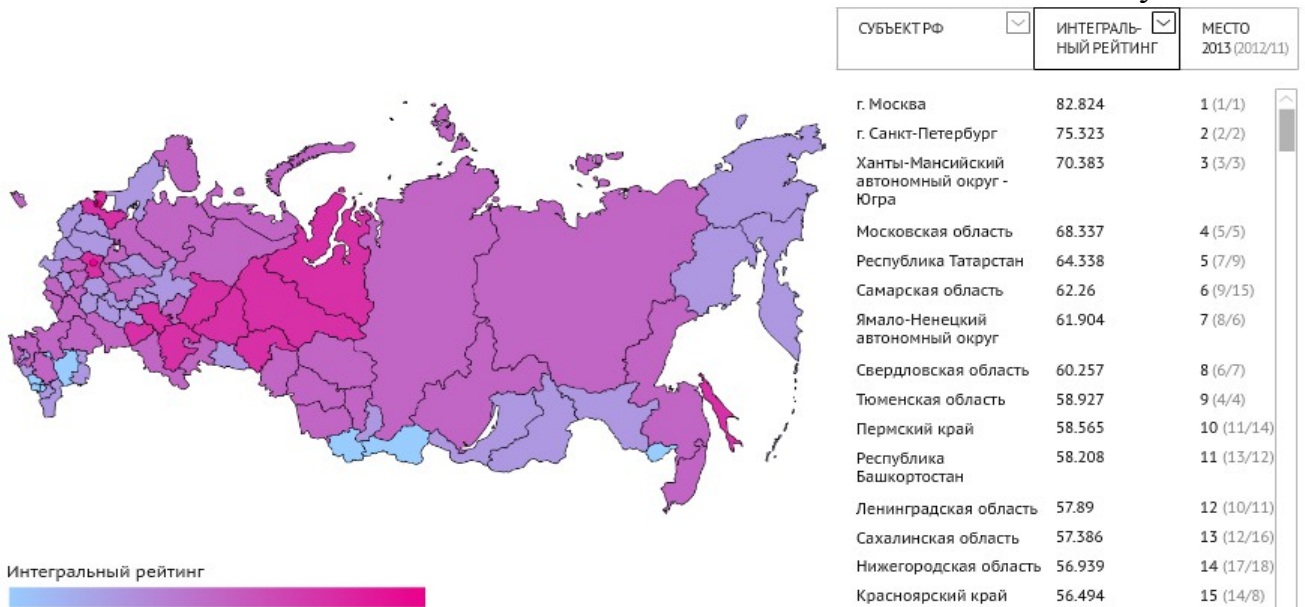 СУБЪЕКТ РФ
ИНТЕГРАЛЬ-
НЫЙ РЕЙТИНГ
МЕСТО
2013 (2012/11)
г. Москва 82.824 1 (1/1)
г. Санкт-Петербург 75.323 2 (2/2)
Ханты-Мансийский 70.383 3 (3/3)
автономный округ -
Югра
Московская область 68.337 4 (5/5)
Республика Татарстан 64.338 5 (7/9)
Самарская область 62.26 6 (9/15)
Ямало-Ненецкий 61.904 7 (8/6)
автономный округ
Свердловская область 60.257 8 (6/7)
Тюменская область 58.927 9 (4/4)
Пермский край 58.565 10 (11/14)
Республика 58.208 11 (13/12)
Башкортостан
Ленинградская область 57.89 12 (10/11)
Сахалинская область 57.386 13 (12/16)
Нижегородская область 56.939 14 (17/18)
Красноярский край 56.494 15 (14/8)
Интегральный рейтинг